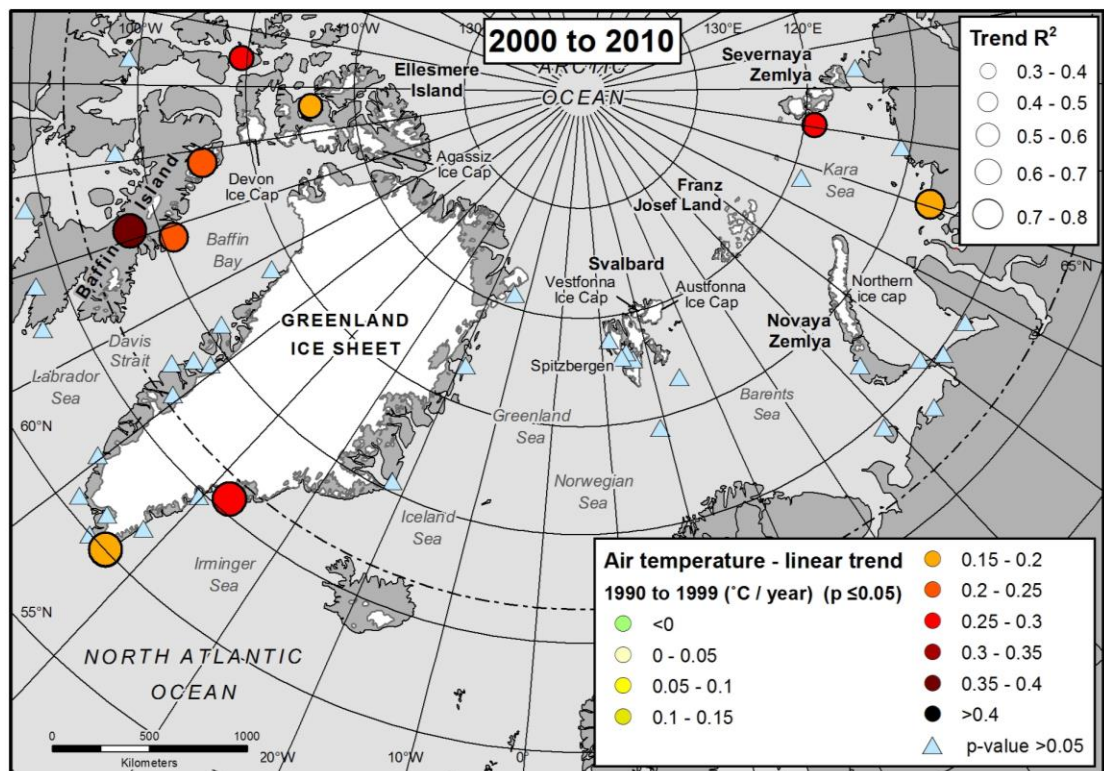 100°W
110°W
130°
2000 to 2010
130°E
120°E
ARCTIC
OCEAN
Ellesmere
Island
Severnaya
Zemlya
Trend R²
0.3 - 0.4
0.4 - 0.5
0.5 - 0.6
0.6 - 0.7
0.7 - 0.8
Agassiz
Ice Cap
Devon
Ice Cap
Baffin Island
Baffin
Bay
Kara
Sea
Franz
Josef Land
65°N
Svalbard
Vestfonna
Ice Cap
Austfonna
Ice Cap
Northern
ice cap
Novaya
Zemlya
GREENLAND
ICE SHEET
Davis
Strait
Labrador
Sea
Spitzbergen
Barents
Sea
Greenland
Sea
60°N
Norwegian
Sea
Iceland
Sea
Irminger
Sea
55°N
NORTH ATLANTIC
OCEAN
0
500
1000
Kilometers
20°W
10°W
0°
Air temperature - linear trend
1990 to 1999 (°C / year) (p ≤0.05)
<0
0 - 0.05
0.05 - 0.1
0.1 - 0.15
0.15 - 0.2
0.2 - 0.25
0.25 - 0.3
0.3 - 0.35
0.35 - 0.4
>0.4
p-value >0.05